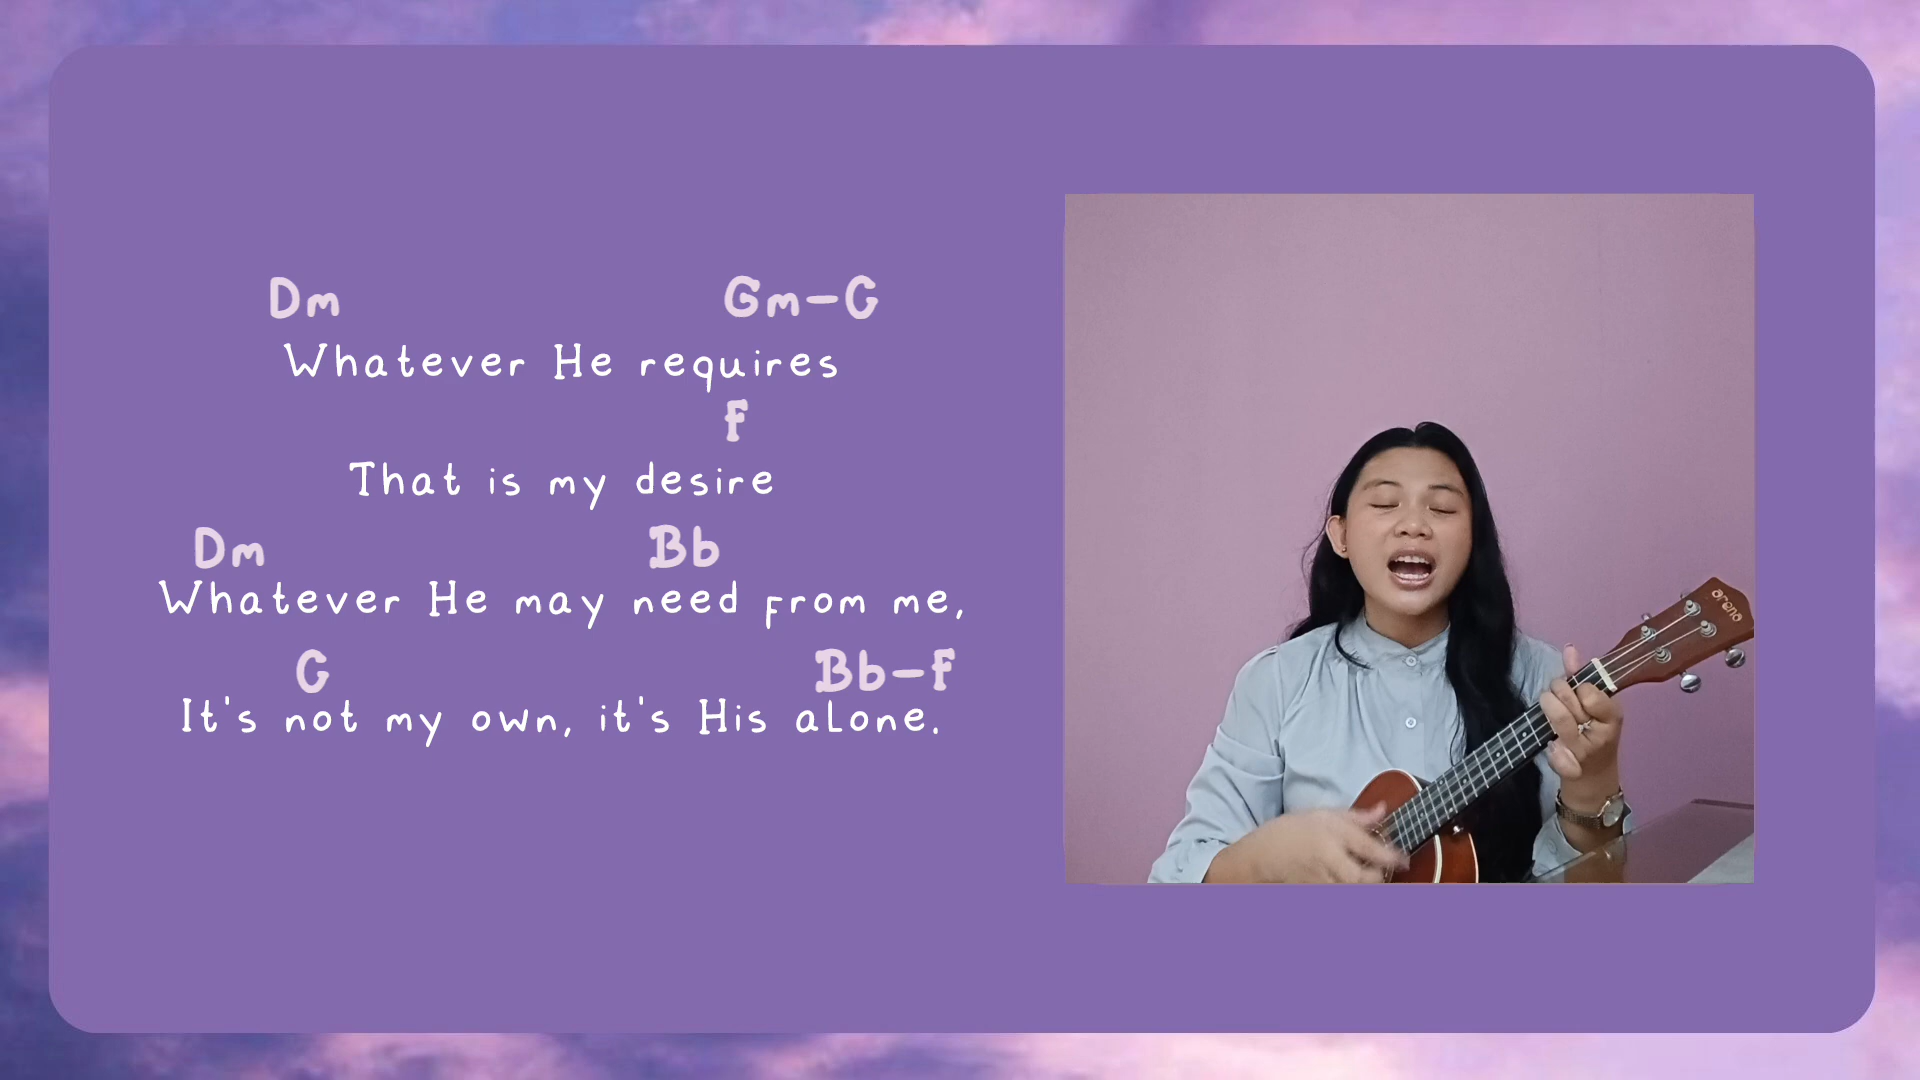 Dm Gm-C
Whatever He requires
F
That is my desire
Dm Bb
Whatever He may need from me,
C Bb-F
It's not my own, it's His alone.
arena